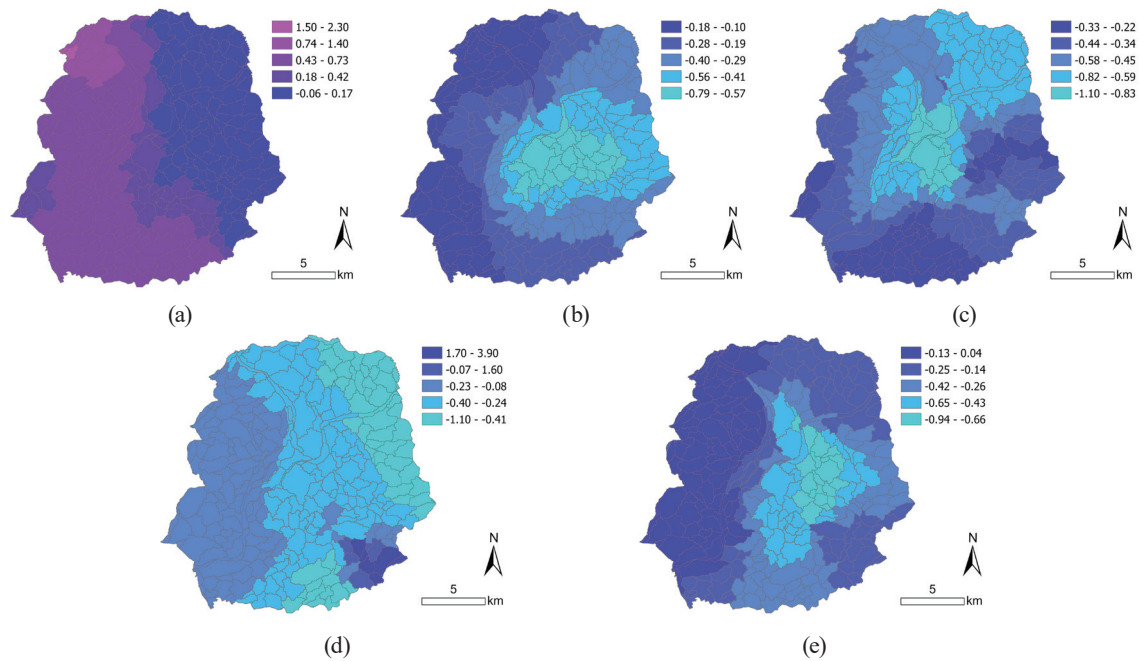 1.50 - 2.30
0.74 - 1.40
0.43 - 0.73
0.18 - 0.42
-0.06 - 0.17
N
5
km
(a)
-0.18 - -0.10
-0.28 - -0.19
-0.40 - -0.29
-0.56 - -0.41
-0.79 - -0.57
N
5
km
(b)
-0.33 - -0.22
-0.44 - -0.34
-0.58 - -0.45
-0.82 - -0.59
-1.10 - -0.83
N
5
km
(c)
1.70 - 3.90
-0.07 - 1.60
-0.23 - -0.08
-0.40 - -0.24
-1.10 - -0.41
N
5
km
(d)
-0.13 - 0.04
-0.25 - -0.14
-0.42 - -0.26
-0.65 - -0.43
-0.94 - -0.66
N
5
km
(e)